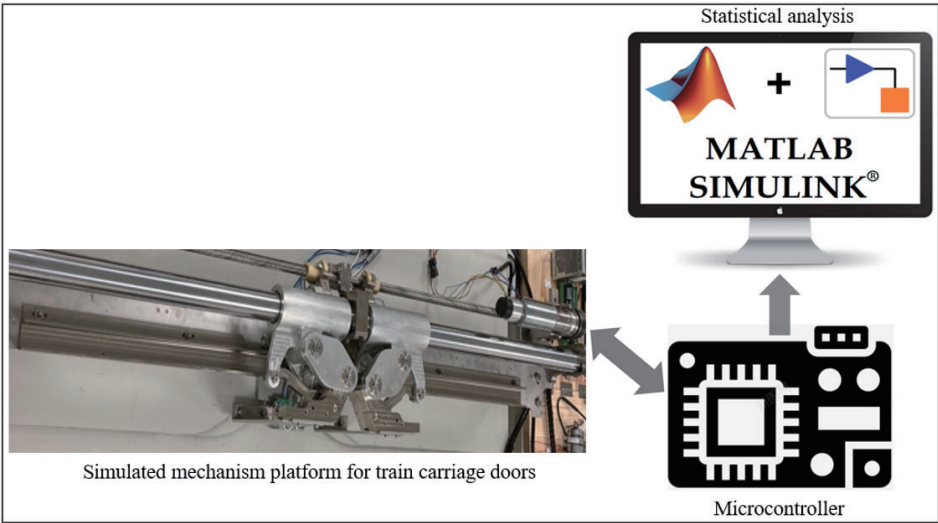 Statistical analysis
+
MATLAB
SIMULINK®
Simulated mechanism platform for train carriage doors
Microcontroller